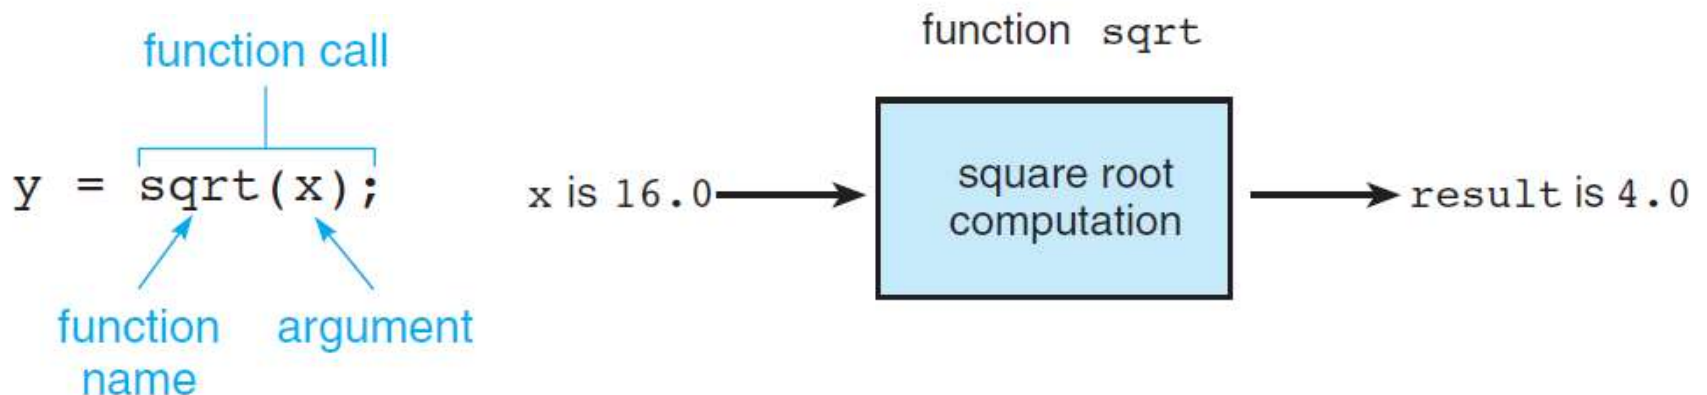 function call
y = sqrt(x);
function
name
argument
function sqrt
x is 16.0
square root
computation
result is 4.0